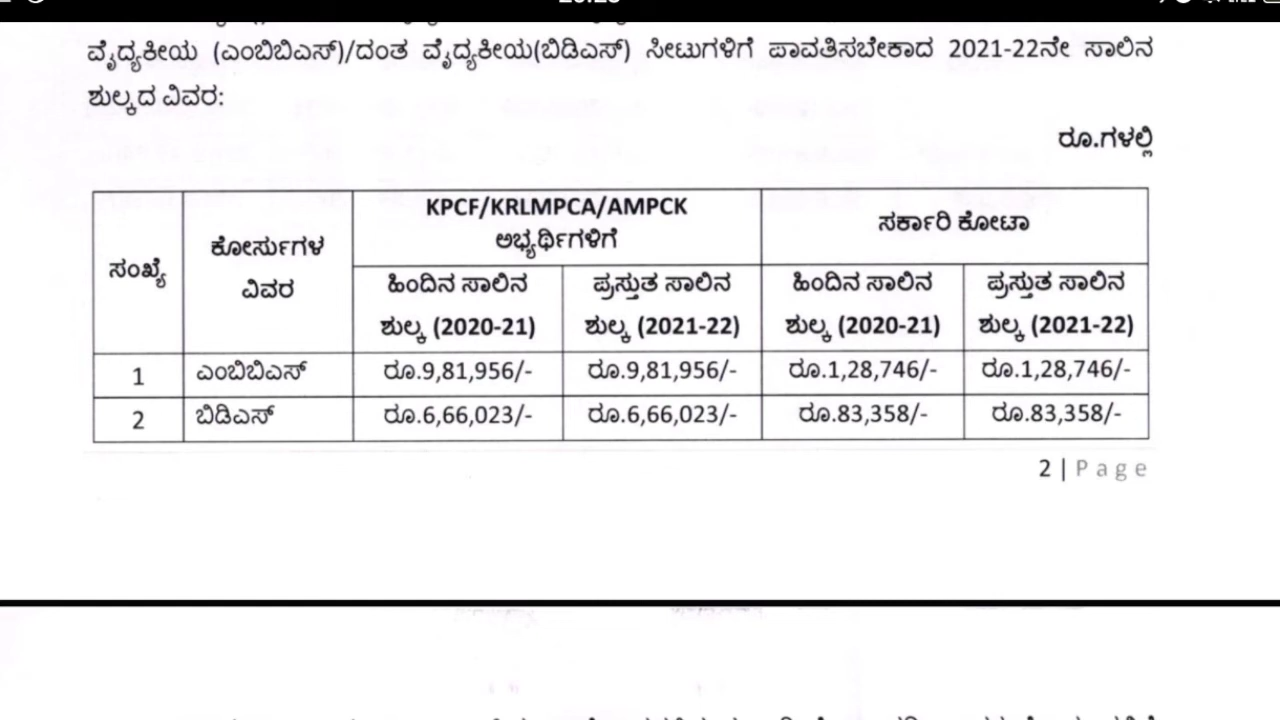 ವೈದ್ಯಕೀಯ (ಎಂಬಿಬಿಎಸ್)/ದಂತ ವೈದ್ಯಕೀಯ(ಬಿಡಿಎಸ್) ಸೀಟುಗಳಿಗೆ ಪಾವತಿಸಬೇಕಾದ 2021-22ನೇ ಸಾಲಿನ
ಶುಲ್ಕದ ವಿವರ:
ರೂ.ಗಳಲ್ಲಿ
ಸಂಖ್ಯೆ
ಕೋರ್ಸುಗಳ
ವಿವರ
KPCF/KRLMPCA/AMPCK
ಅಭ್ಯರ್ಥಿಗಳಿಗೆ
ಸರ್ಕಾರಿ ಕೋಟಾ
ಹಿಂದಿನ ಸಾಲಿನ
ಶುಲ್ಕ (2020-21)
ಪ್ರಸ್ತುತ ಸಾಲಿನ
ಶುಲ್ಕ (2021-22)
ಹಿಂದಿನ ಸಾಲಿನ
ಶುಲ್ಕ (2020-21)
ಪ್ರಸ್ತುತ ಸಾಲಿನ
ಶುಲ್ಕ (2021-22)
1 ಎಂಬಿಬಿಎಸ್ ರೂ.9,81,956/- ರೂ.9,81,956/- ರೂ.1,28,746/- ರೂ.1,28,746/-
2 ಬಿಡಿಎಸ್ ರೂ.6,66,023/- ರೂ.6,66,023/- ರೂ.83,358/- ರೂ.83,358/-
2 | Page